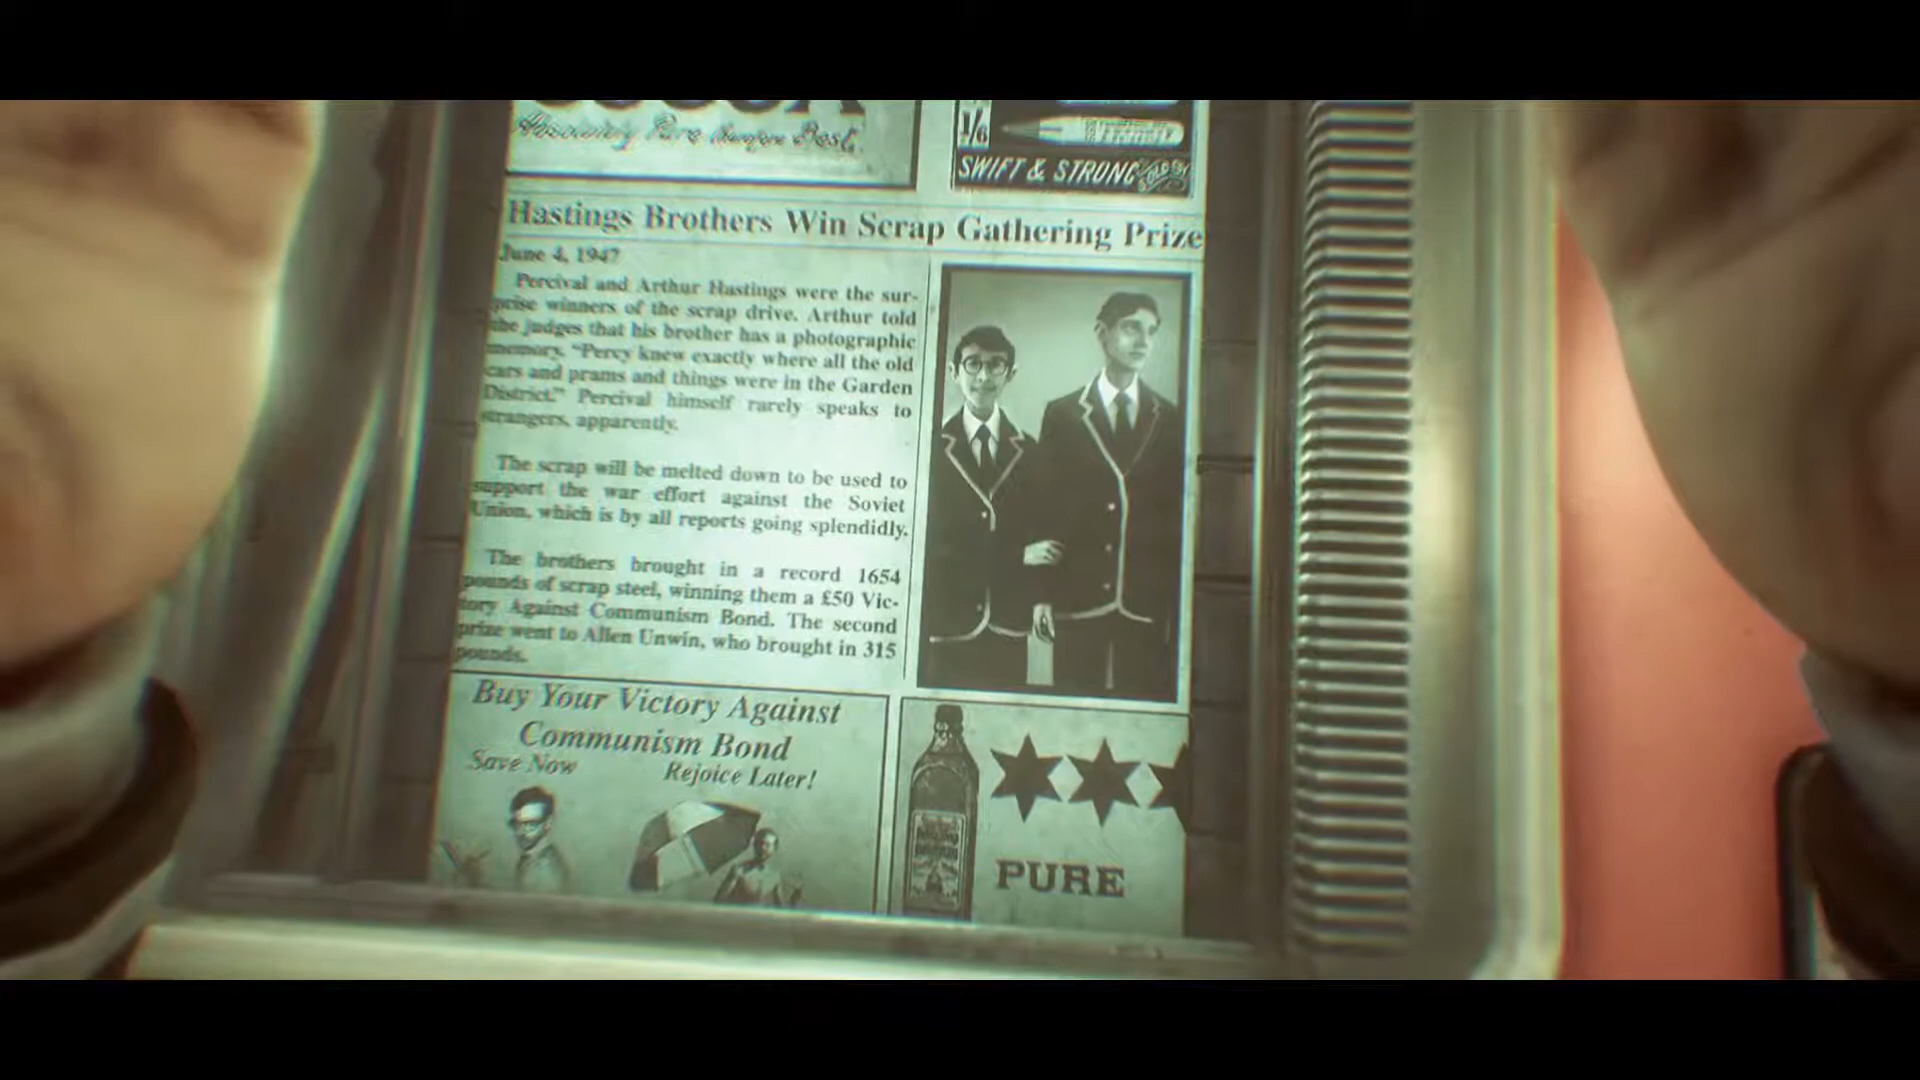 Absolutely Pure
Best.
1/6
SWIFT & STRONG
SOLD BY
Hastings Brothers Win Scrap Gathering Prize
June 4, 1947
Percival and Arthur Hastings were the sur-
prise winners of the scrap drive. Arthur told
the judges that his brother has a photographic
memory. "Percy knew exactly where all the old
cars and prams and things were in the Garden
District." Percival himself rarely speaks to
strangers, apparently.
The scrap will be melted down to be used to
support the war effort against the Soviet
Union, which is by all reports going splendidly.
The brothers brought in a record 1654
pounds of scrap steel, winning them a £50 Vic-
tory Against Communism Bond. The second
prize went to Allen Unwin, who brought in 315
pounds.
Buy Your Victory Against
Communism Bond
Save Now
Rejoice Later!
PURE